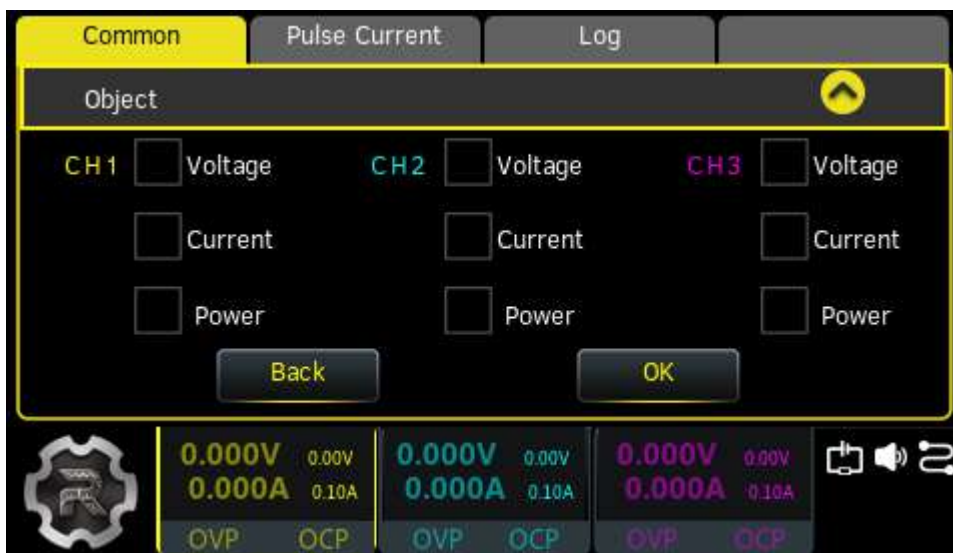 Common Pulse Current Log
Object
CH1 Voltage CH2 Voltage CH3 Voltage
Current Current Current
Power Power Power
Back OK
0.000V 0.00V 0.000V 0.00V 0.000V 0.00V
0.000A 0.10A 0.000A 0.10A 0.000A 0.10A
OVP OCP OVP OCP OVP OCP